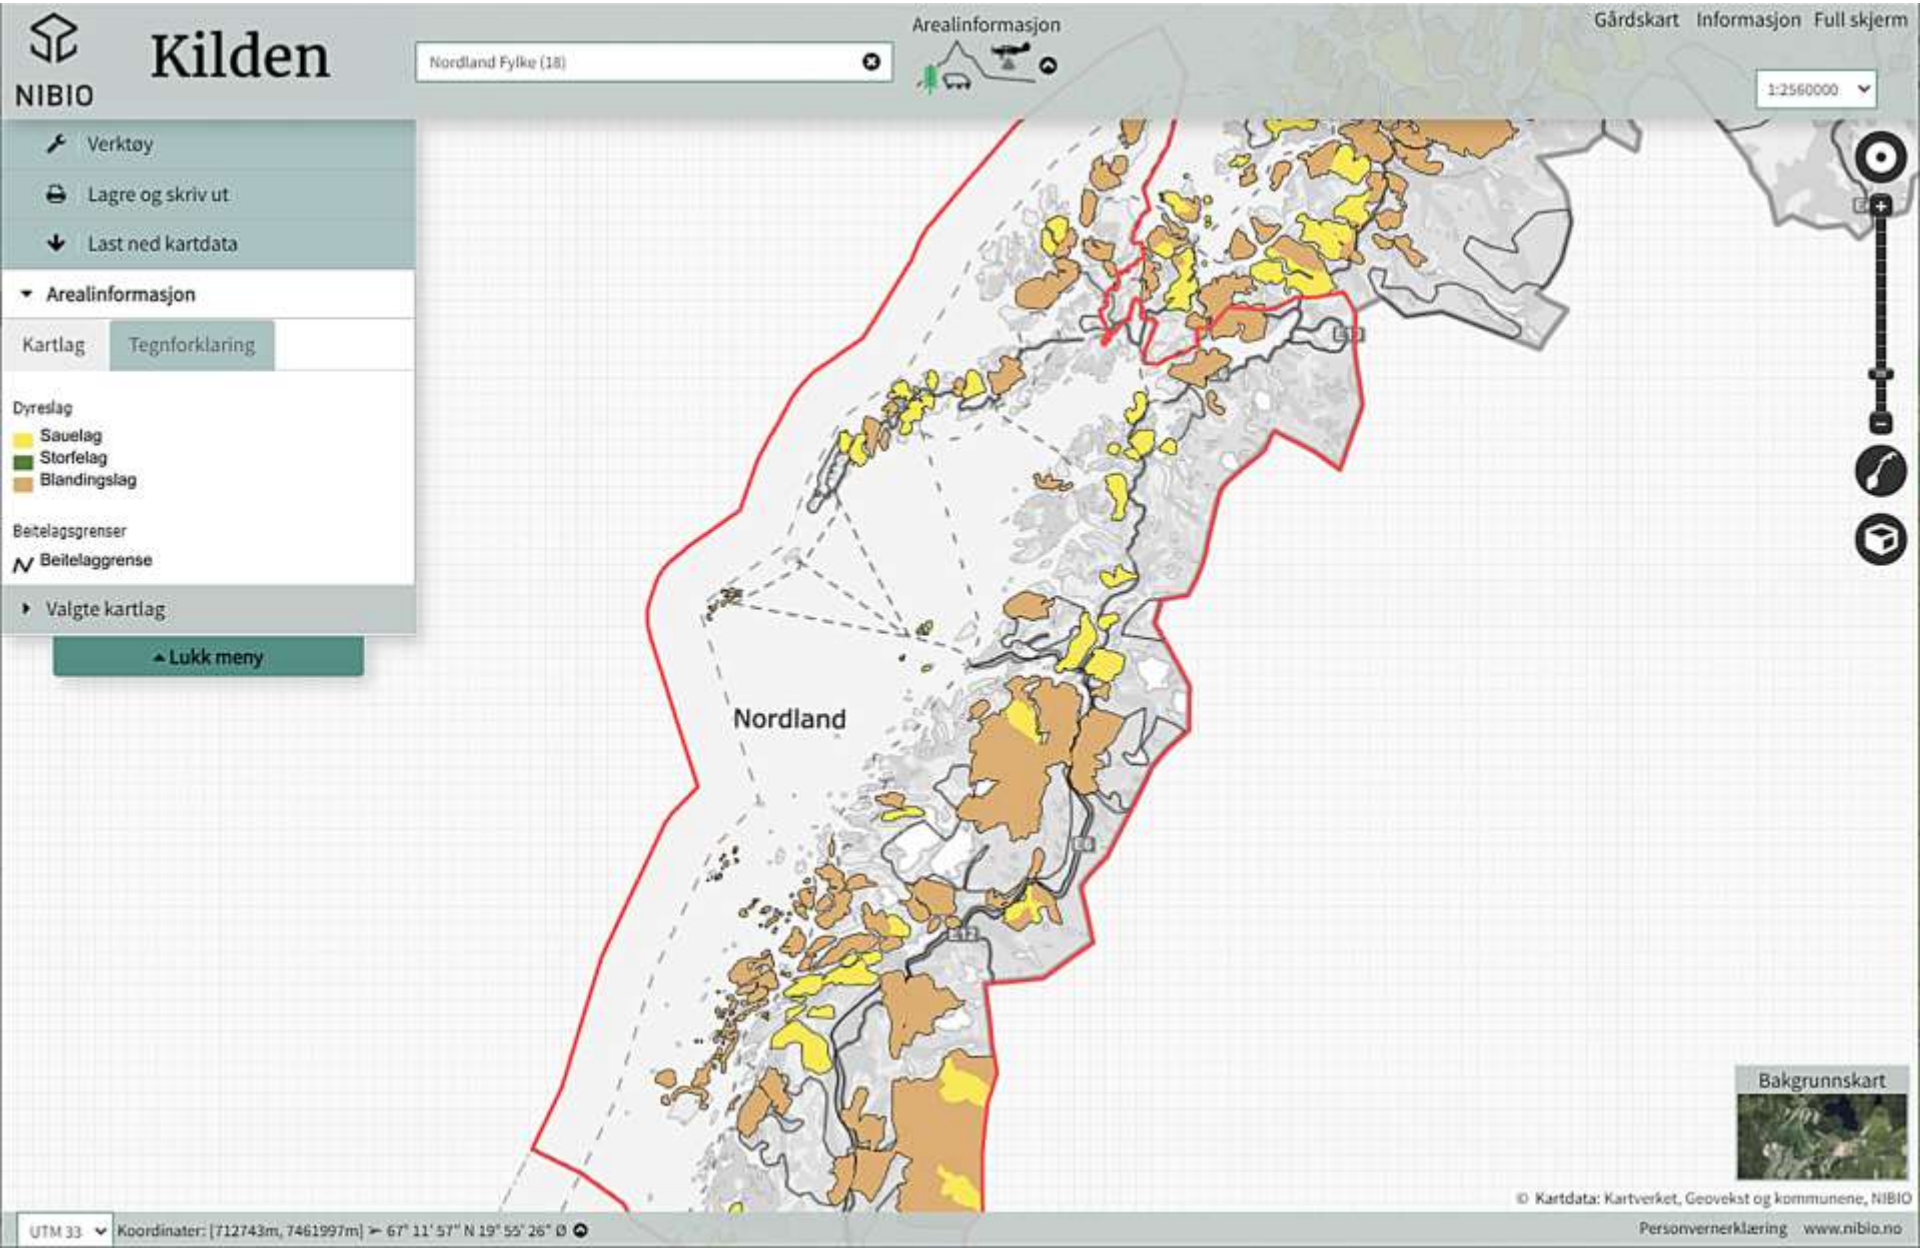 NIBIO
Kilden
Nordland Fylke (18)
Arealinformasjon
Gårdskart Informasjon Full skjerm
1:2560000
Verktøy
Lagre og skriv ut
Last ned kartdata
Arealinformasjon
Kartlag Tegnforklaring
Dyreslag
Sauelag
Storfelag
Blandingslag
Beitelagsgrenser
Beitelaggrense
Valgte kartlag
Lukk meny
Nordland
E6
E12
Bakgrunnskart
© Kartdata: Kartverket, Geovekst og kommunene, NIBIO
UTM 33 Koordinater: [712743m, 7461997m] ➢ 67° 11' 57" N 19° 55' 26" Ø
Personvernerklæring www.nibio.no